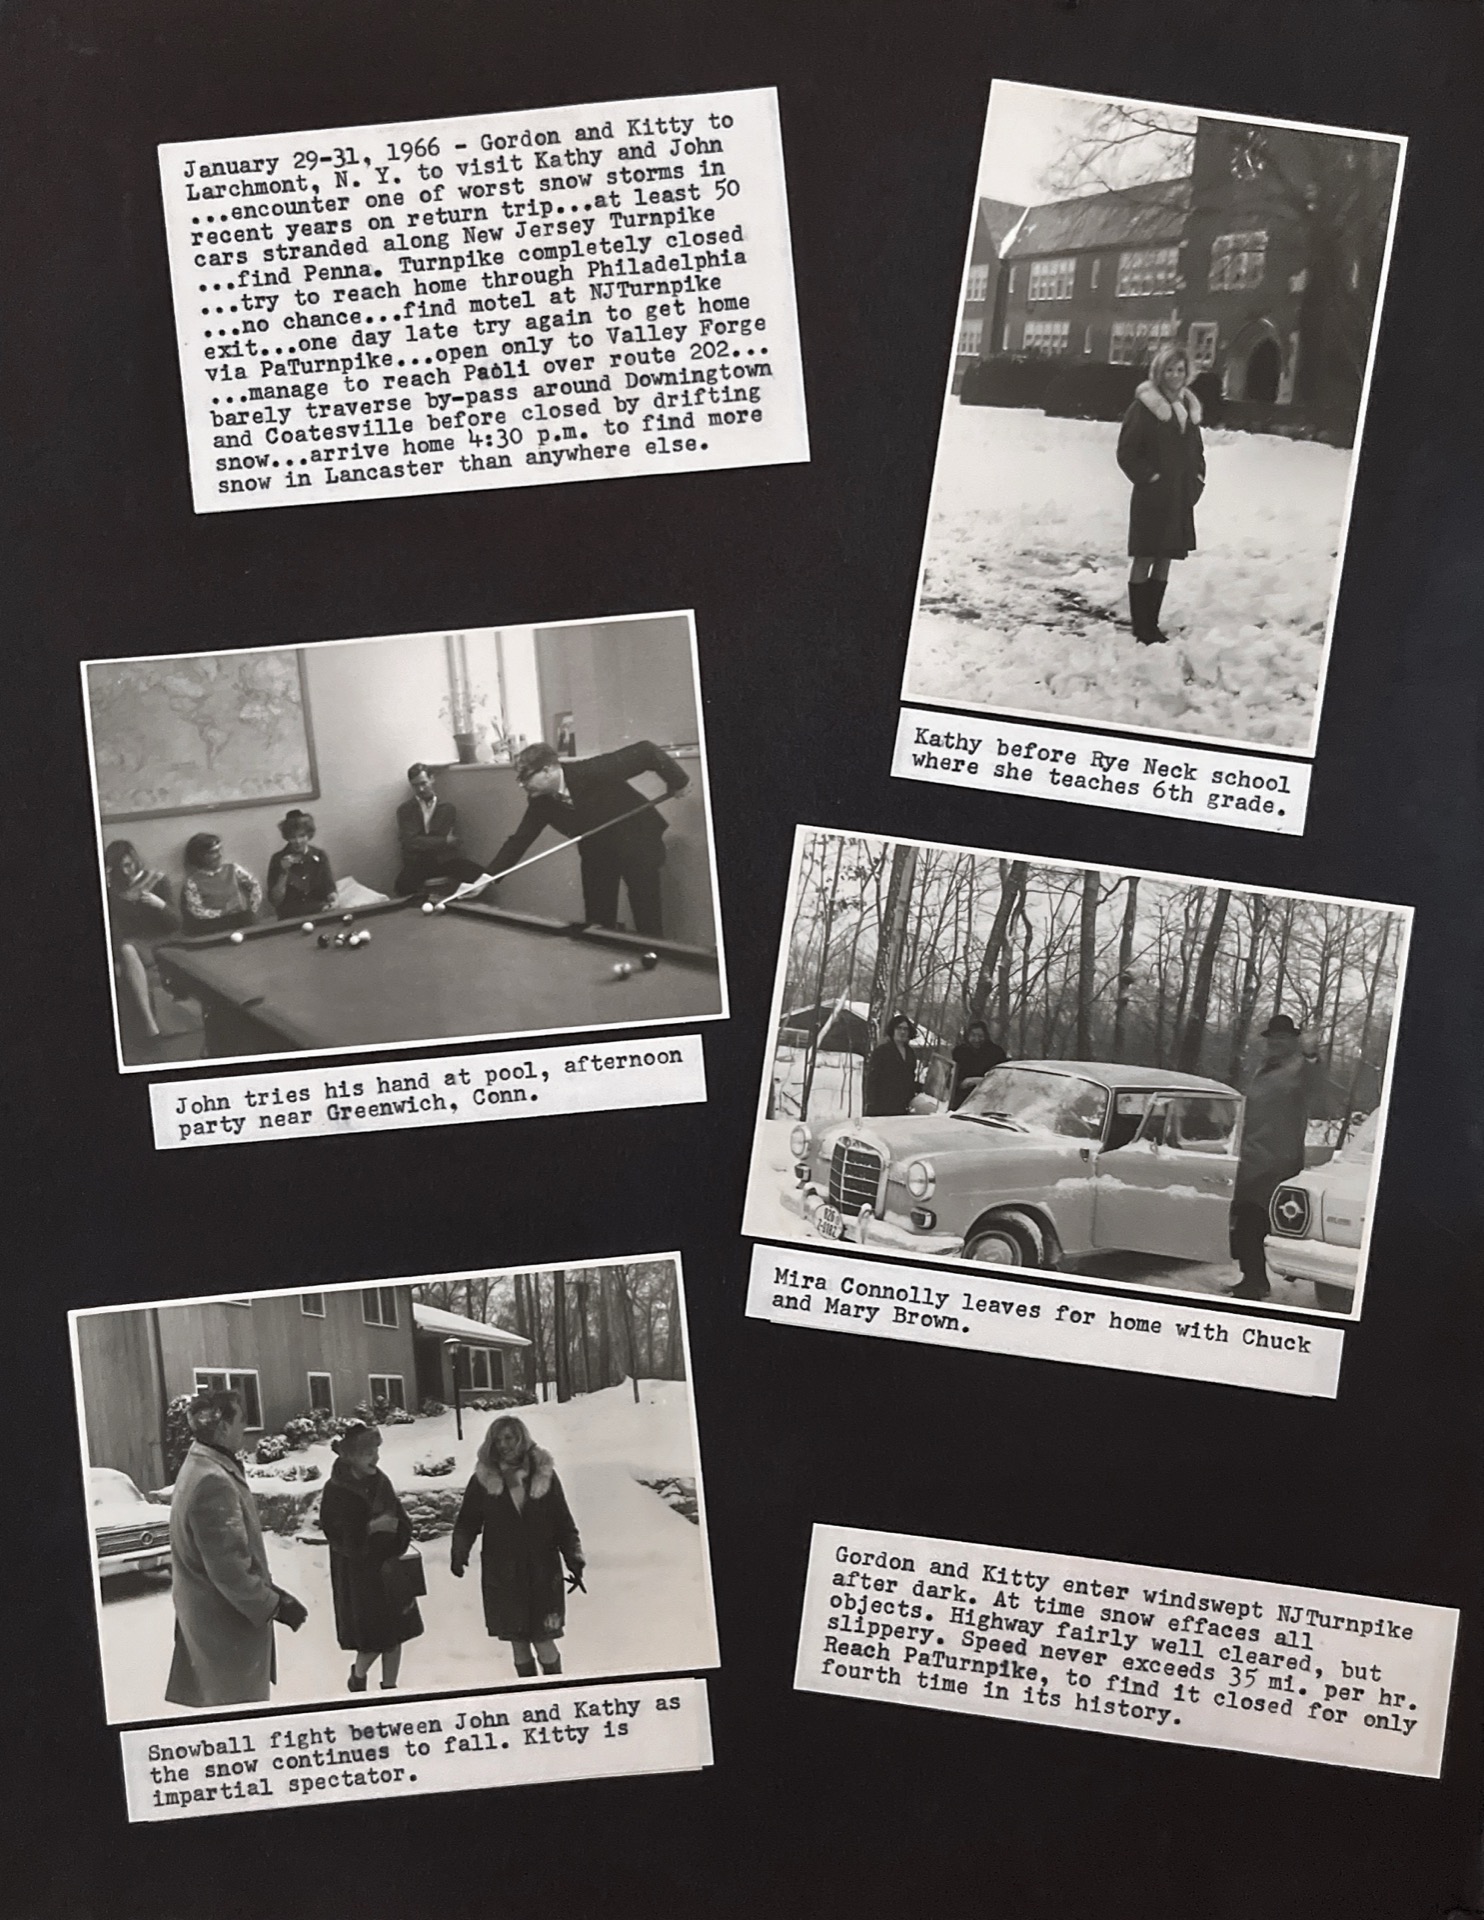 January 29-31, 1966 - Gordon and Kitty to
Larchmont, N. Y. to visit Kathy and John
...encounter one of worst snow storms in
recent years on return trip...at least 50
cars stranded along New Jersey Turnpike
...find Penna. Turnpike completely closed
...try to reach home through Philadelphia
...no chance...find motel at NJTurnpike
exit...one day late try again to get home
via PaTurnpike...open only to Valley Forge
...manage to reach Paoli over route 202...
barely traverse by-pass around Downingtown
and Coatesville before closed by drifting
snow...arrive home 4:30 p.m. to find more
snow in Lancaster than anywhere else.
Kathy before Rye Neck school
where she teaches 6th grade.
John tries his hand at pool, afternoon
party near Greenwich, Conn.
Mira Connolly leaves for home with Chuck
and Mary Brown.
Snowball fight between John and Kathy as
the snow continues to fall. Kitty is
impartial spectator.
Gordon and Kitty enter windswept NJTurnpike
after dark. At time snow effaces all
objects. Highway fairly well cleared, but
slippery. Speed never exceeds 35 mi. per hr.
Reach PaTurnpike, to find it closed for only
fourth time in its history.